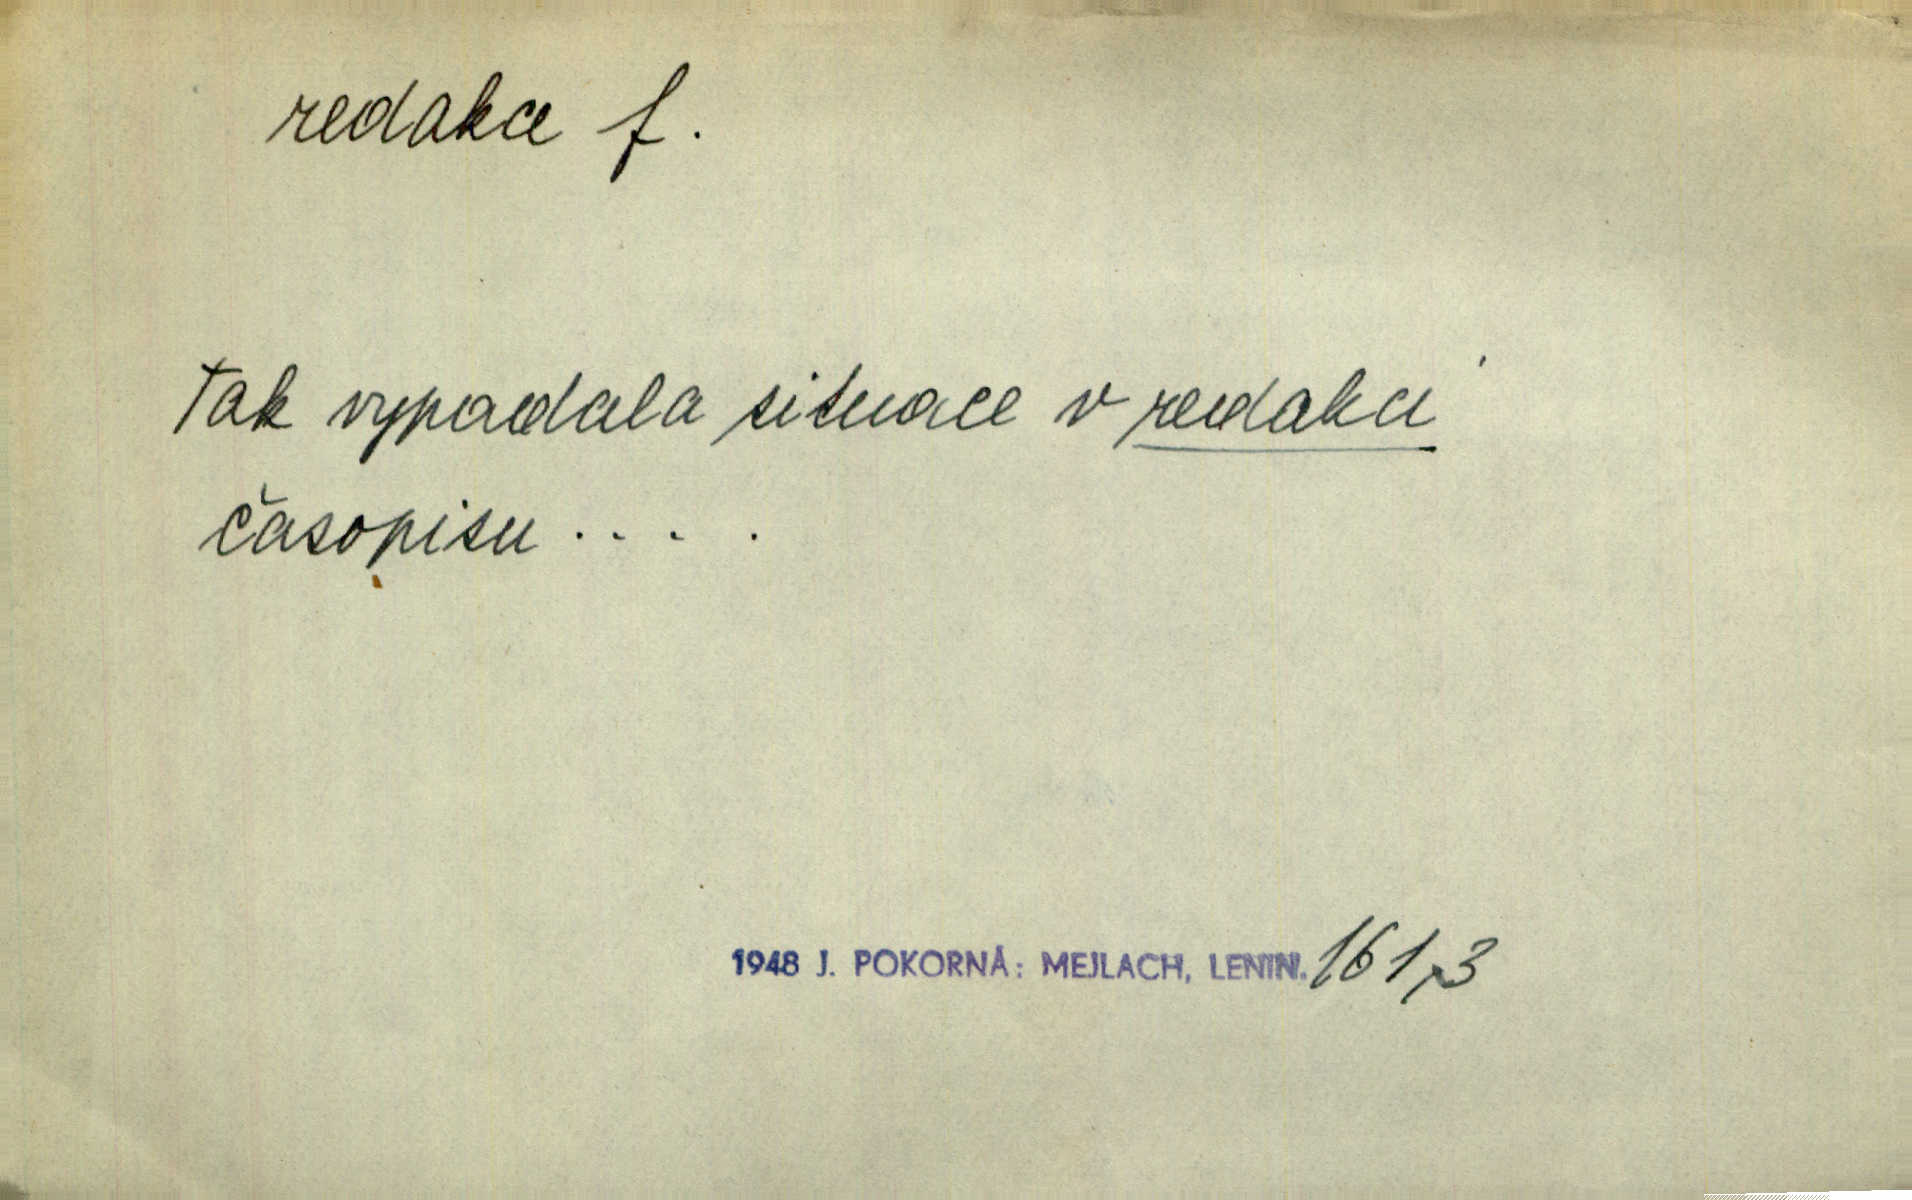 redakce f.
Tak vypadala situace v redakci
časopisu . . . .
1948 J. POKORNÁ: MEJLACH, LENIN. 161,3